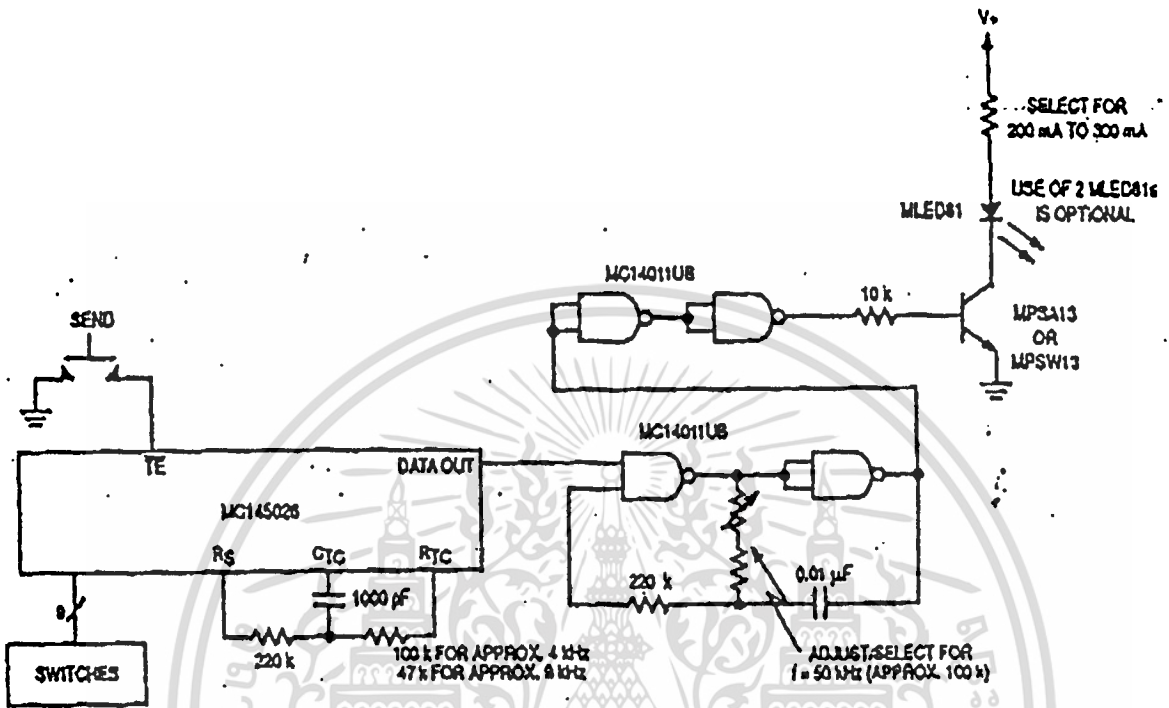 V+
SELECT FOR
200 mA TO 300 mA
MLED81
USE OF 2 MLED81s
IS OPTIONAL
MC14011UB
10 k
MPSA13
OR
MPSW13
SEND
MC14011UB
TE
DATA OUT
MC145026
RS
CTC
RTC
9
1000 pF
220 k
100 k FOR APPROX. 4 kHz
47 k FOR APPROX. 9 kHz
SWITCHES
220 k
0.01 µF
ADJUST/SELECT FOR
f = 50 kHz (APPROX. 100 k)